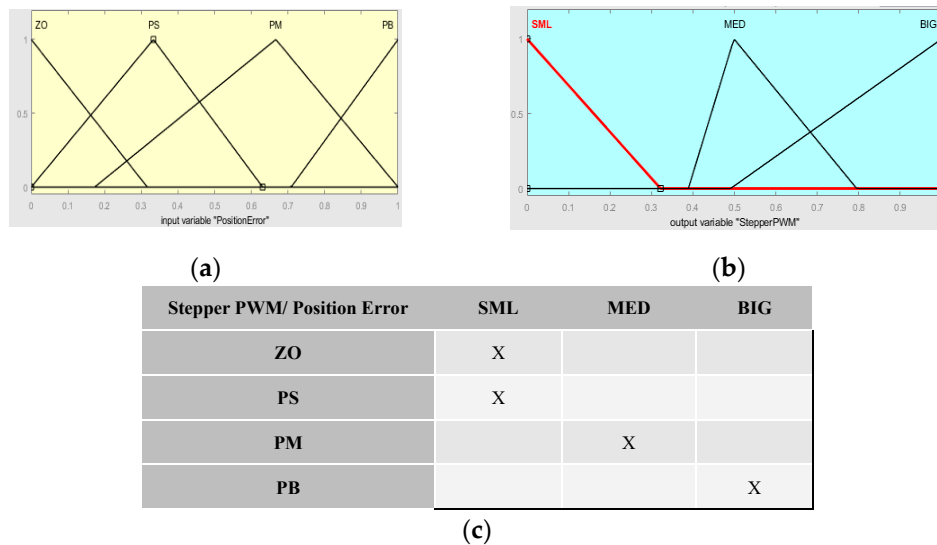 ZO PS PM PB
1
0.5
0
0 0.1 0.2 0.3 0.4 0.5 0.6 0.7 0.8 0.9 1
input variable "PositionError"
(a)
SML MED BIG
1
0.5
0
0 0.1 0.2 0.3 0.4 0.5 0.6 0.7 0.8 0.9
output variable "StepperPWM"
(b)
Stepper PWM/ Position Error SML MED BIG
ZO X
PS X
PM X
PB X
(c)